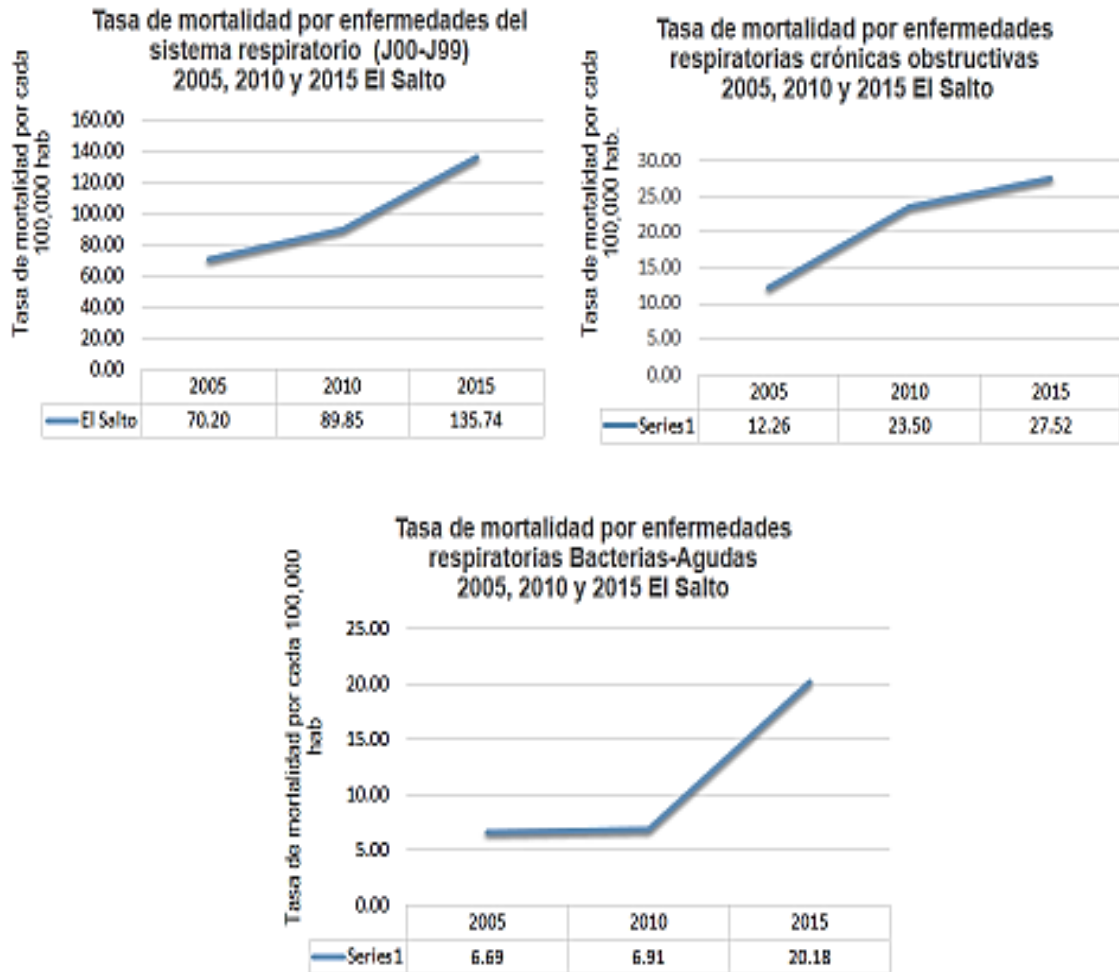 Tasa de mortalidad por enfermedades del
sistema respiratorio (J00-J99)
2005, 2010 y 2015 El Salto
Tasa de mortalidad por cada
100,000 hab
160.00
140.00
120.00
100.00
80.00
60.00
40.00
20.00
0.00
2005 2010 2015
El Salto 70.20 89.85 135.74
Tasa de mortalidad por enfermedades
respiratorias crónicas obstructivas
2005, 2010 y 2015 El Salto
Tasa de mortalidad por cada
100,000 hab.
30.00
25.00
20.00
15.00
10.00
5.00
0.00
2005 2010 2015
Series1 12.26 23.50 27.52
Tasa de mortalidad por enfermedades
respiratorias Bacterias-Agudas
2005, 2010 y 2015 El Salto
Tasa de mortalidad por cada 100,000
hab
25.00
20.00
15.00
10.00
5.00
0.00
2005 2010 2015
Series1 6.69 6.91 20.18